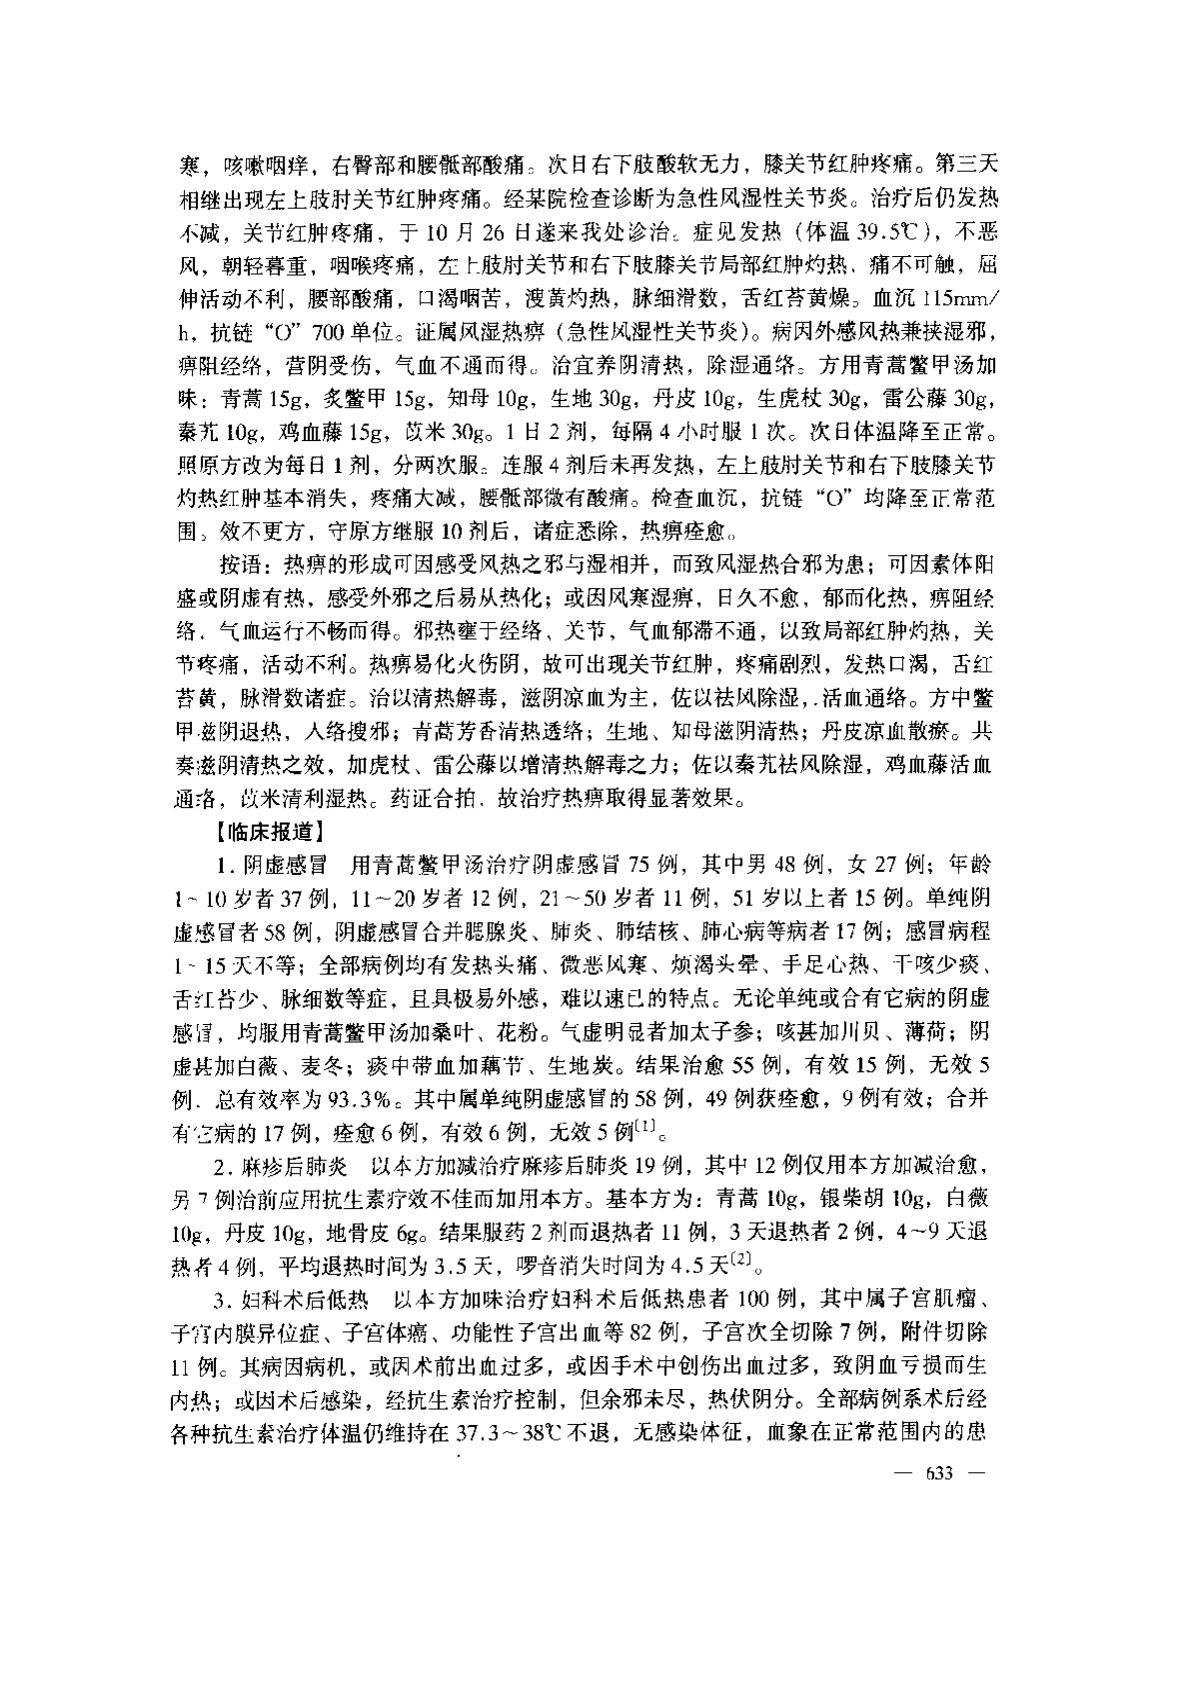 寒，咳嗽咽痒，右臀部和腰骶部酸痛。次日右下肢酸软无力，膝关节红肿疼痛。第三天
相继出现左上肢肘关节红肿疼痛。经某院检查诊断为急性风湿性关节炎。治疗后仍发热
不减，关节红肿疼痛，于 10 月 26 日遂来我处诊治。症见发热（体温 39.5℃），不恶
风，朝轻暮重，咽喉疼痛，左上肢肘关节和右下肢膝关节局部红肿灼热，痛不可触，屈
伸活动不利，腰部酸痛，口渴咽苦，溲黄灼热，脉细滑数，舌红苔黄燥。血沉 115mm/
h，抗链“O”700 单位。证属风湿热痹（急性风湿性关节炎）。病因外感风热兼挟湿邪，
痹阻经络，营阴受伤，气血不通而得。治宜养阴清热，除湿通络。方用青蒿鳖甲汤加
味：青蒿 15g，炙鳖甲 15g，知母 10g，生地 30g，丹皮 10g，生虎杖 30g，雷公藤 30g，
秦艽 10g，鸡血藤 15g，苡米 30g。1 日 2 剂，每隔 4 小时服 1 次。次日体温降至正常。
照原方改为每日 1 剂，分两次服。连服 4 剂后未再发热，左上肢肘关节和右下肢膝关节
灼热红肿基本消失，疼痛大减，腰骶部微有酸痛。检查血沉，抗链“O”均降至正常范
围。效不更方，守原方继服 10 剂后，诸症悉除，热痹痊愈。
按语：热痹的形成可因感受风热之邪与湿相并，而致风湿热合邪为患；可因素体阳
盛或阴虚有热，感受外邪之后易从热化；或因风寒湿痹，日久不愈，郁而化热，痹阻经
络，气血运行不畅而得。邪热壅于经络、关节，气血郁滞不通，以致局部红肿灼热，关
节疼痛，活动不利。热痹易化火伤阴，故可出现关节红肿，疼痛剧烈，发热口渴，舌红
苔黄，脉滑数诸症。治以清热解毒，滋阴凉血为主，佐以祛风除湿，活血通络。方中鳖
甲滋阴退热，入络搜邪；青蒿芳香清热透络；生地、知母滋阴清热；丹皮凉血散瘀。共
奏滋阴清热之效，加虎杖、雷公藤以增清热解毒之力；佐以秦艽祛风除湿，鸡血藤活血
通络，苡米清利湿热。药证合拍，故治疗热痹取得显著效果。
【临床报道】
1. 阴虚感冒　用青蒿鳖甲汤治疗阴虚感冒 75 例，其中男 48 例，女 27 例；年龄
1～10 岁者 37 例，11～20 岁者 12 例，21～50 岁者 11 例，51 岁以上者 15 例。单纯阴
虚感冒者 58 例，阴虚感冒合并腮腺炎、肺炎、肺结核、肺心病等病者 17 例；感冒病程
1～15 天不等；全部病例均有发热头痛、微恶风寒、烦渴头晕、手足心热、干咳少痰、
舌红苔少、脉细数等症，且具极易外感，难以速已的特点。无论单纯或合有它病的阴虚
感冒，均服用青蒿鳖甲汤加桑叶、花粉。气虚明显者加太子参；咳甚加川贝、薄荷；阴
虚甚加白薇、麦冬；痰中带血加藕节、生地炭。结果治愈 55 例，有效 15 例，无效 5
例．总有效率为 93.3%。其中属单纯阴虚感冒的 58 例，49 例获痊愈，9 例有效；合并
有它病的 17 例，痊愈 6 例，有效 6 例，无效 5 例〔1〕。
2. 麻疹后肺炎　以本方加减治疗麻疹后肺炎 19 例，其中 12 例仅用本方加减治愈，
另 7 例治前应用抗生素疗效不佳而加用本方。基本方为：青蒿 10g，银柴胡 10g，白薇
10g，丹皮 10g，地骨皮 6g。结果服药 2 剂而退热者 11 例，3 天退热者 2 例，4～9 天退
热者 4 例，平均退热时间为 3.5 天，啰音消失时间为 4.5 天〔2〕。
3. 妇科术后低热　以本方加味治疗妇科术后低热患者 100 例，其中属子宫肌瘤、
子宫内膜异位症、子宫体癌、功能性子宫出血等 82 例，子宫次全切除 7 例，附件切除
11 例。其病因病机，或因术前出血过多，或因手术中创伤出血过多，致阴血亏损而生
内热；或因术后感染，经抗生素治疗控制，但余邪未尽，热伏阴分。全部病例系术后经
各种抗生素治疗体温仍维持在 37.3～38℃不退，无感染体征，血象在正常范围内的患
— 633 —